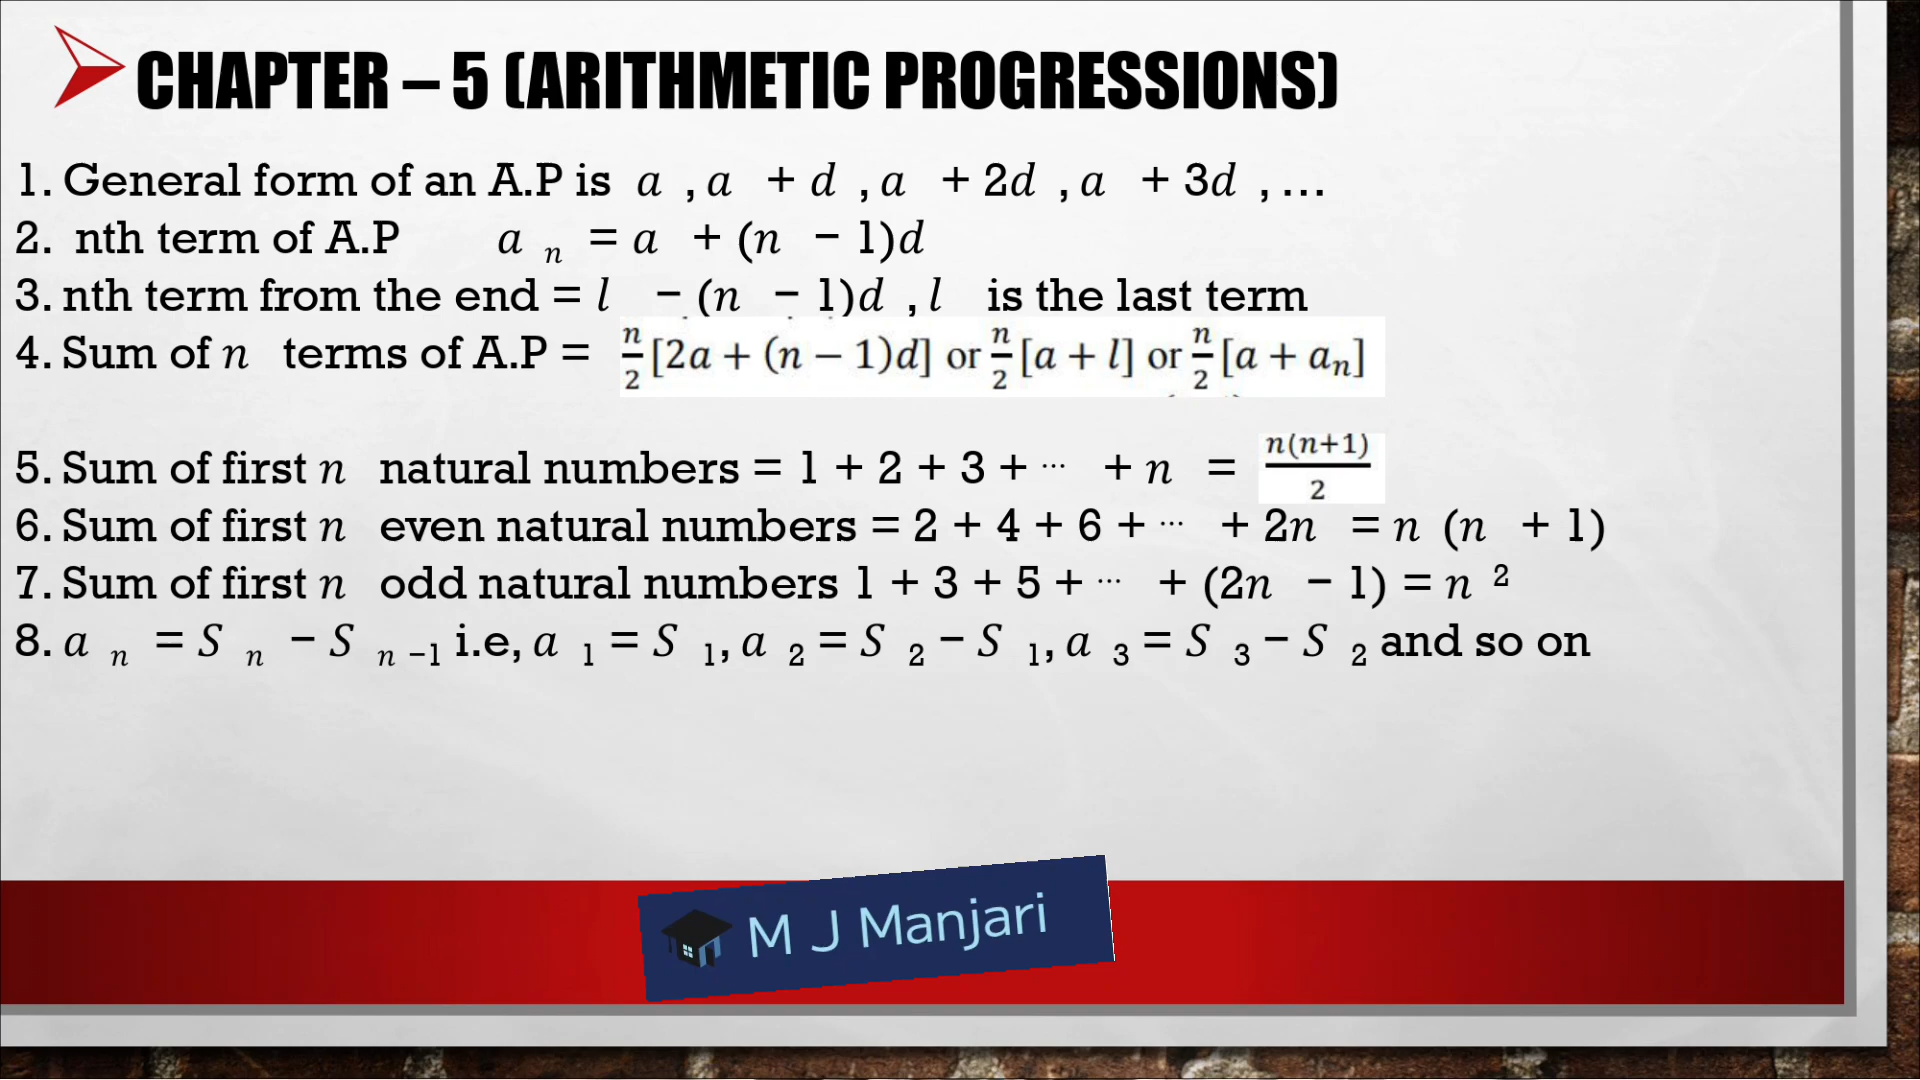 CHAPTER – 5 (ARITHMETIC PROGRESSIONS)
1. General form of an A.P is a , a + d , a + 2d , a + 3d , …
2. nth term of A.P aₙ = a + (n − 1)d
3. nth term from the end = l − (n − 1)d , l is the last term
4. Sum of n terms of A.P = n/2 [2a + (n − 1)d] or n/2 [a + l] or n/2 [a + aₙ]
5. Sum of first n natural numbers = 1 + 2 + 3 + ⋯ + n = n(n+1)/2
6. Sum of first n even natural numbers = 2 + 4 + 6 + ⋯ + 2n = n (n + 1)
7. Sum of first n odd natural numbers 1 + 3 + 5 + ⋯ + (2n − 1) = n ²
8. aₙ = Sₙ − Sₙ₋₁ i.e, a₁ = S₁, a₂ = S₂ − S₁, a₃ = S₃ − S₂ and so on
M J Manjari